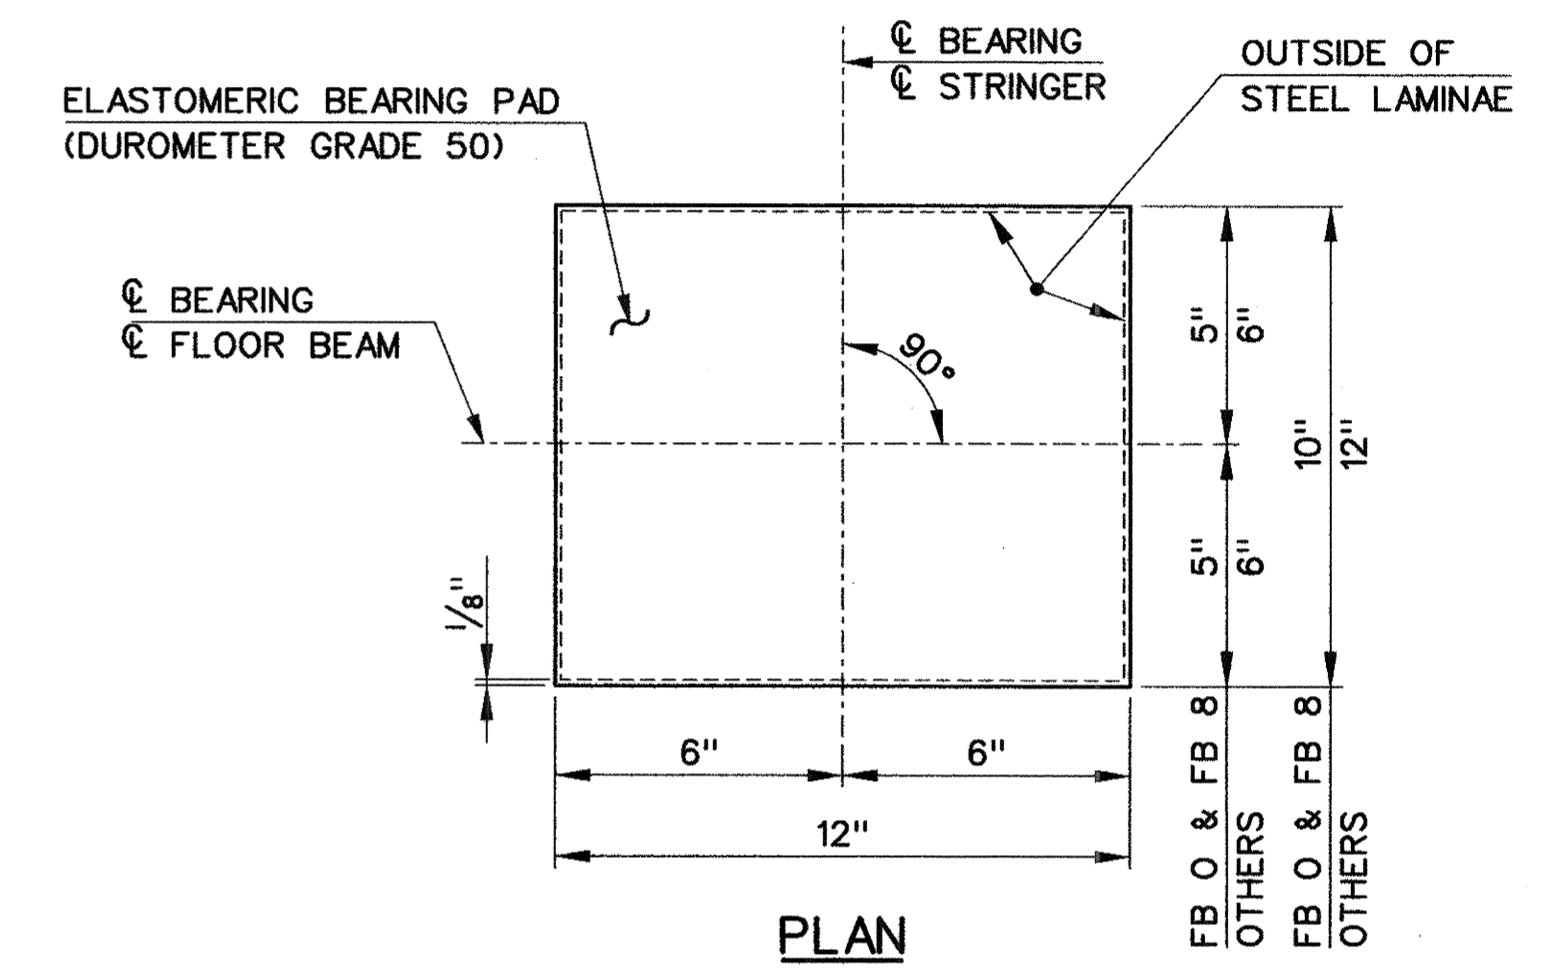 ℄ BEARING
℄ STRINGER
OUTSIDE OF
STEEL LAMINAE
ELASTOMERIC BEARING PAD
(DUROMETER GRADE 50)
℄ BEARING
℄ FLOOR BEAM
90°
5"
6"
10"
12"
5"
6"
1/8"
6"
6"
12"
FB 0 & FB 8
OTHERS
FB 0 & FB 8
OTHERS
PLAN